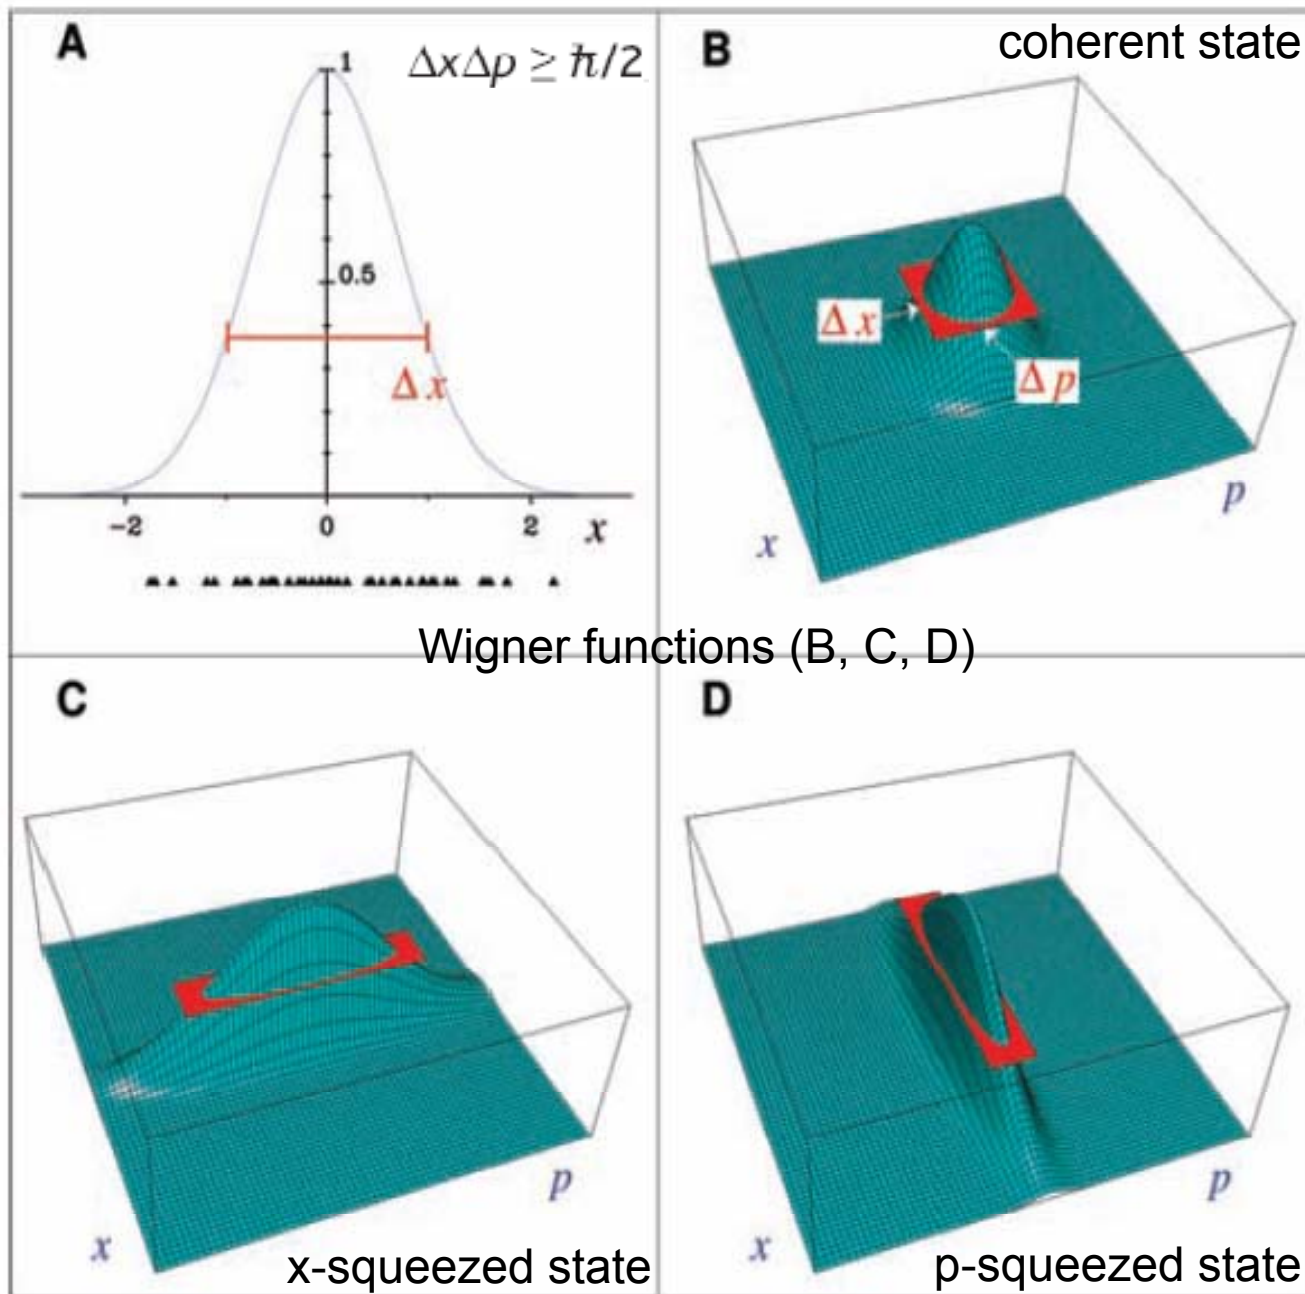 A
ΔxΔp ≥ ħ/2
1
0.5
Δx
−2 0 2 x
B
coherent state
Δx
Δp
x
p
Wigner functions (B, C, D)
C
x
p
x-squeezed state
D
x
p
p-squeezed state